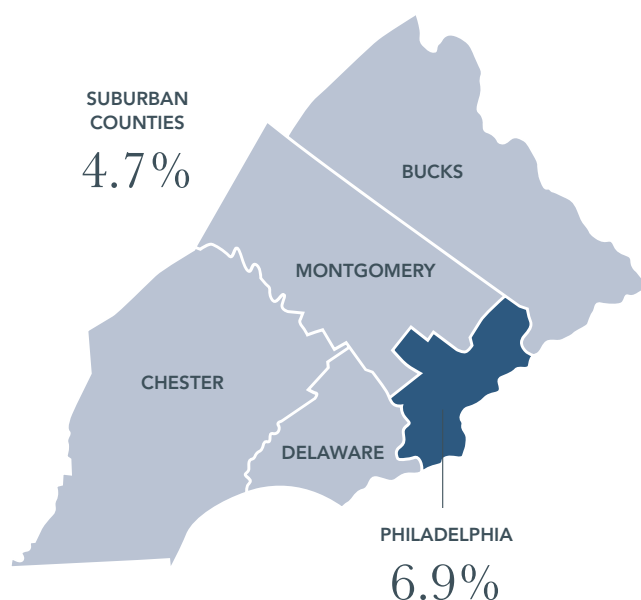 SUBURBAN
COUNTIES
4.7%
BUCKS
MONTGOMERY
CHESTER
DELAWARE
PHILADELPHIA
6.9%